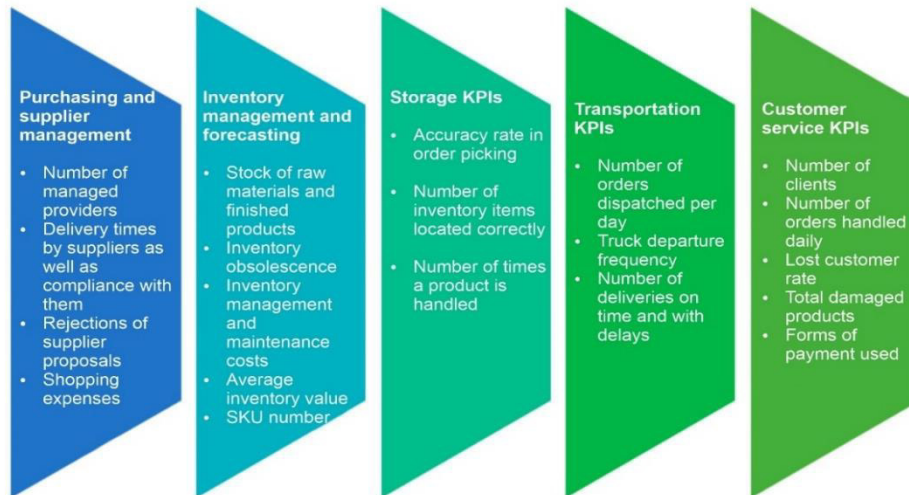 Purchasing and
supplier
management
• Number of
managed
providers
• Delivery times
by suppliers as
well as
compliance with
them
• Rejections of
supplier
proposals
• Shopping
expenses
Inventory
management and
forecasting
• Stock of raw
materials and
finished
products
• Inventory
obsolescence
• Inventory
management
and
maintenance
costs
• Average
inventory value
• SKU number
Storage KPIs
• Accuracy rate in
order picking
• Number of
inventory items
located correctly
• Number of times
a product is
handled
Transportation
KPIs
• Number of
orders
dispatched per
day
• Truck departure
frequency
• Number of
deliveries on
time and with
delays
Customer
service KPIs
• Number of
clients
• Number of
orders handled
daily
• Lost customer
rate
• Total damaged
products
• Forms of
payment used